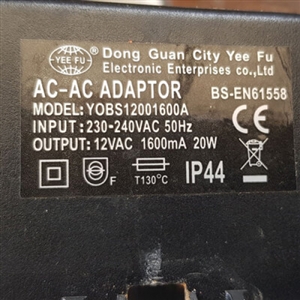 YEE FU
Dong Guan City Yee Fu
Electronic Enterprises co.,Ltd
AC-AC ADAPTOR BS-EN61558
MODEL:YOBS12001600A
INPUT:230-240VAC 50Hz
OUTPUT:12VAC 1600mA 20W
F T130°C IP44 CE